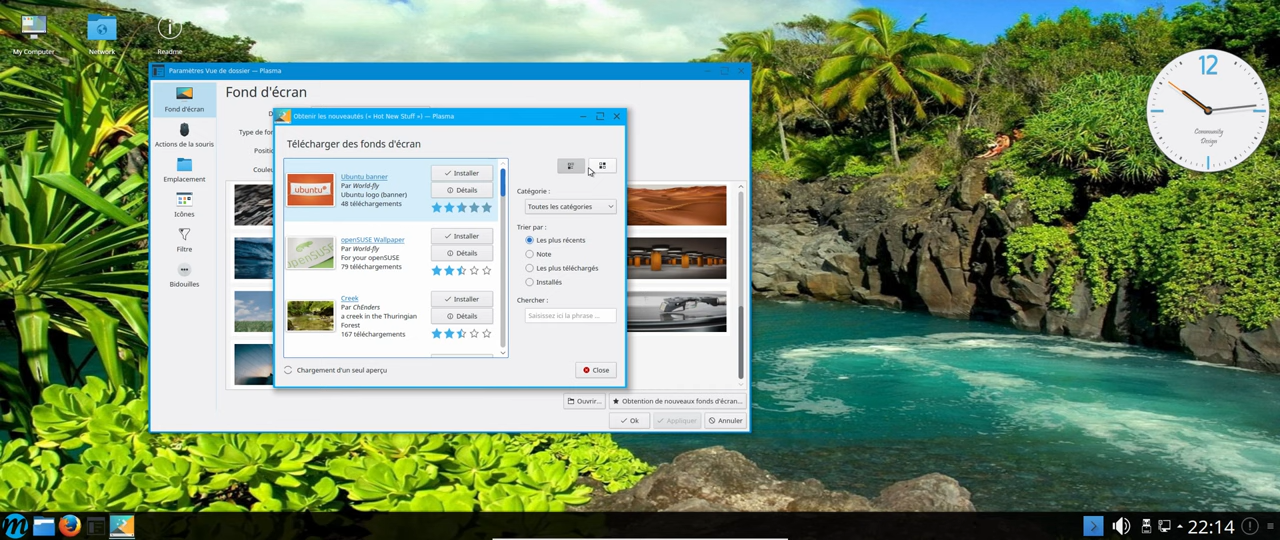 My Computer
Network
Readme
Paramètres Vue de dossier — Plasma
Fond d'écran
Actions de la souris
Emplacement
Icônes
Filtre
Bidouilles
Fond d'écran
D
Type de for
Positio
Couleu
Obtenir les nouveautés (« Hot New Stuff ») — Plasma
Télécharger des fonds d'écran
ubuntu
Ubuntu banner
Par World-fly
Ubuntu logo (banner)
48 téléchargements
Installer
Détails
openSUSE
openSUSE Wallpaper
Par World-fly
For your openSUSE
79 téléchargements
Installer
Détails
Creek
Par ChEnders
a creek in the Thuringian
Forest
167 téléchargements
Installer
Détails
Catégorie :
Toutes les catégories
Trier par :
Les plus récents
Note
Les plus téléchargés
Installés
Chercher :
Saisissez ici la phrase ...
Chargement d'un seul aperçu
Close
Ouvrir...
Obtention de nouveaux fonds d'écran...
Ok
Appliquer
Annuler
12
Community
Design
22:14